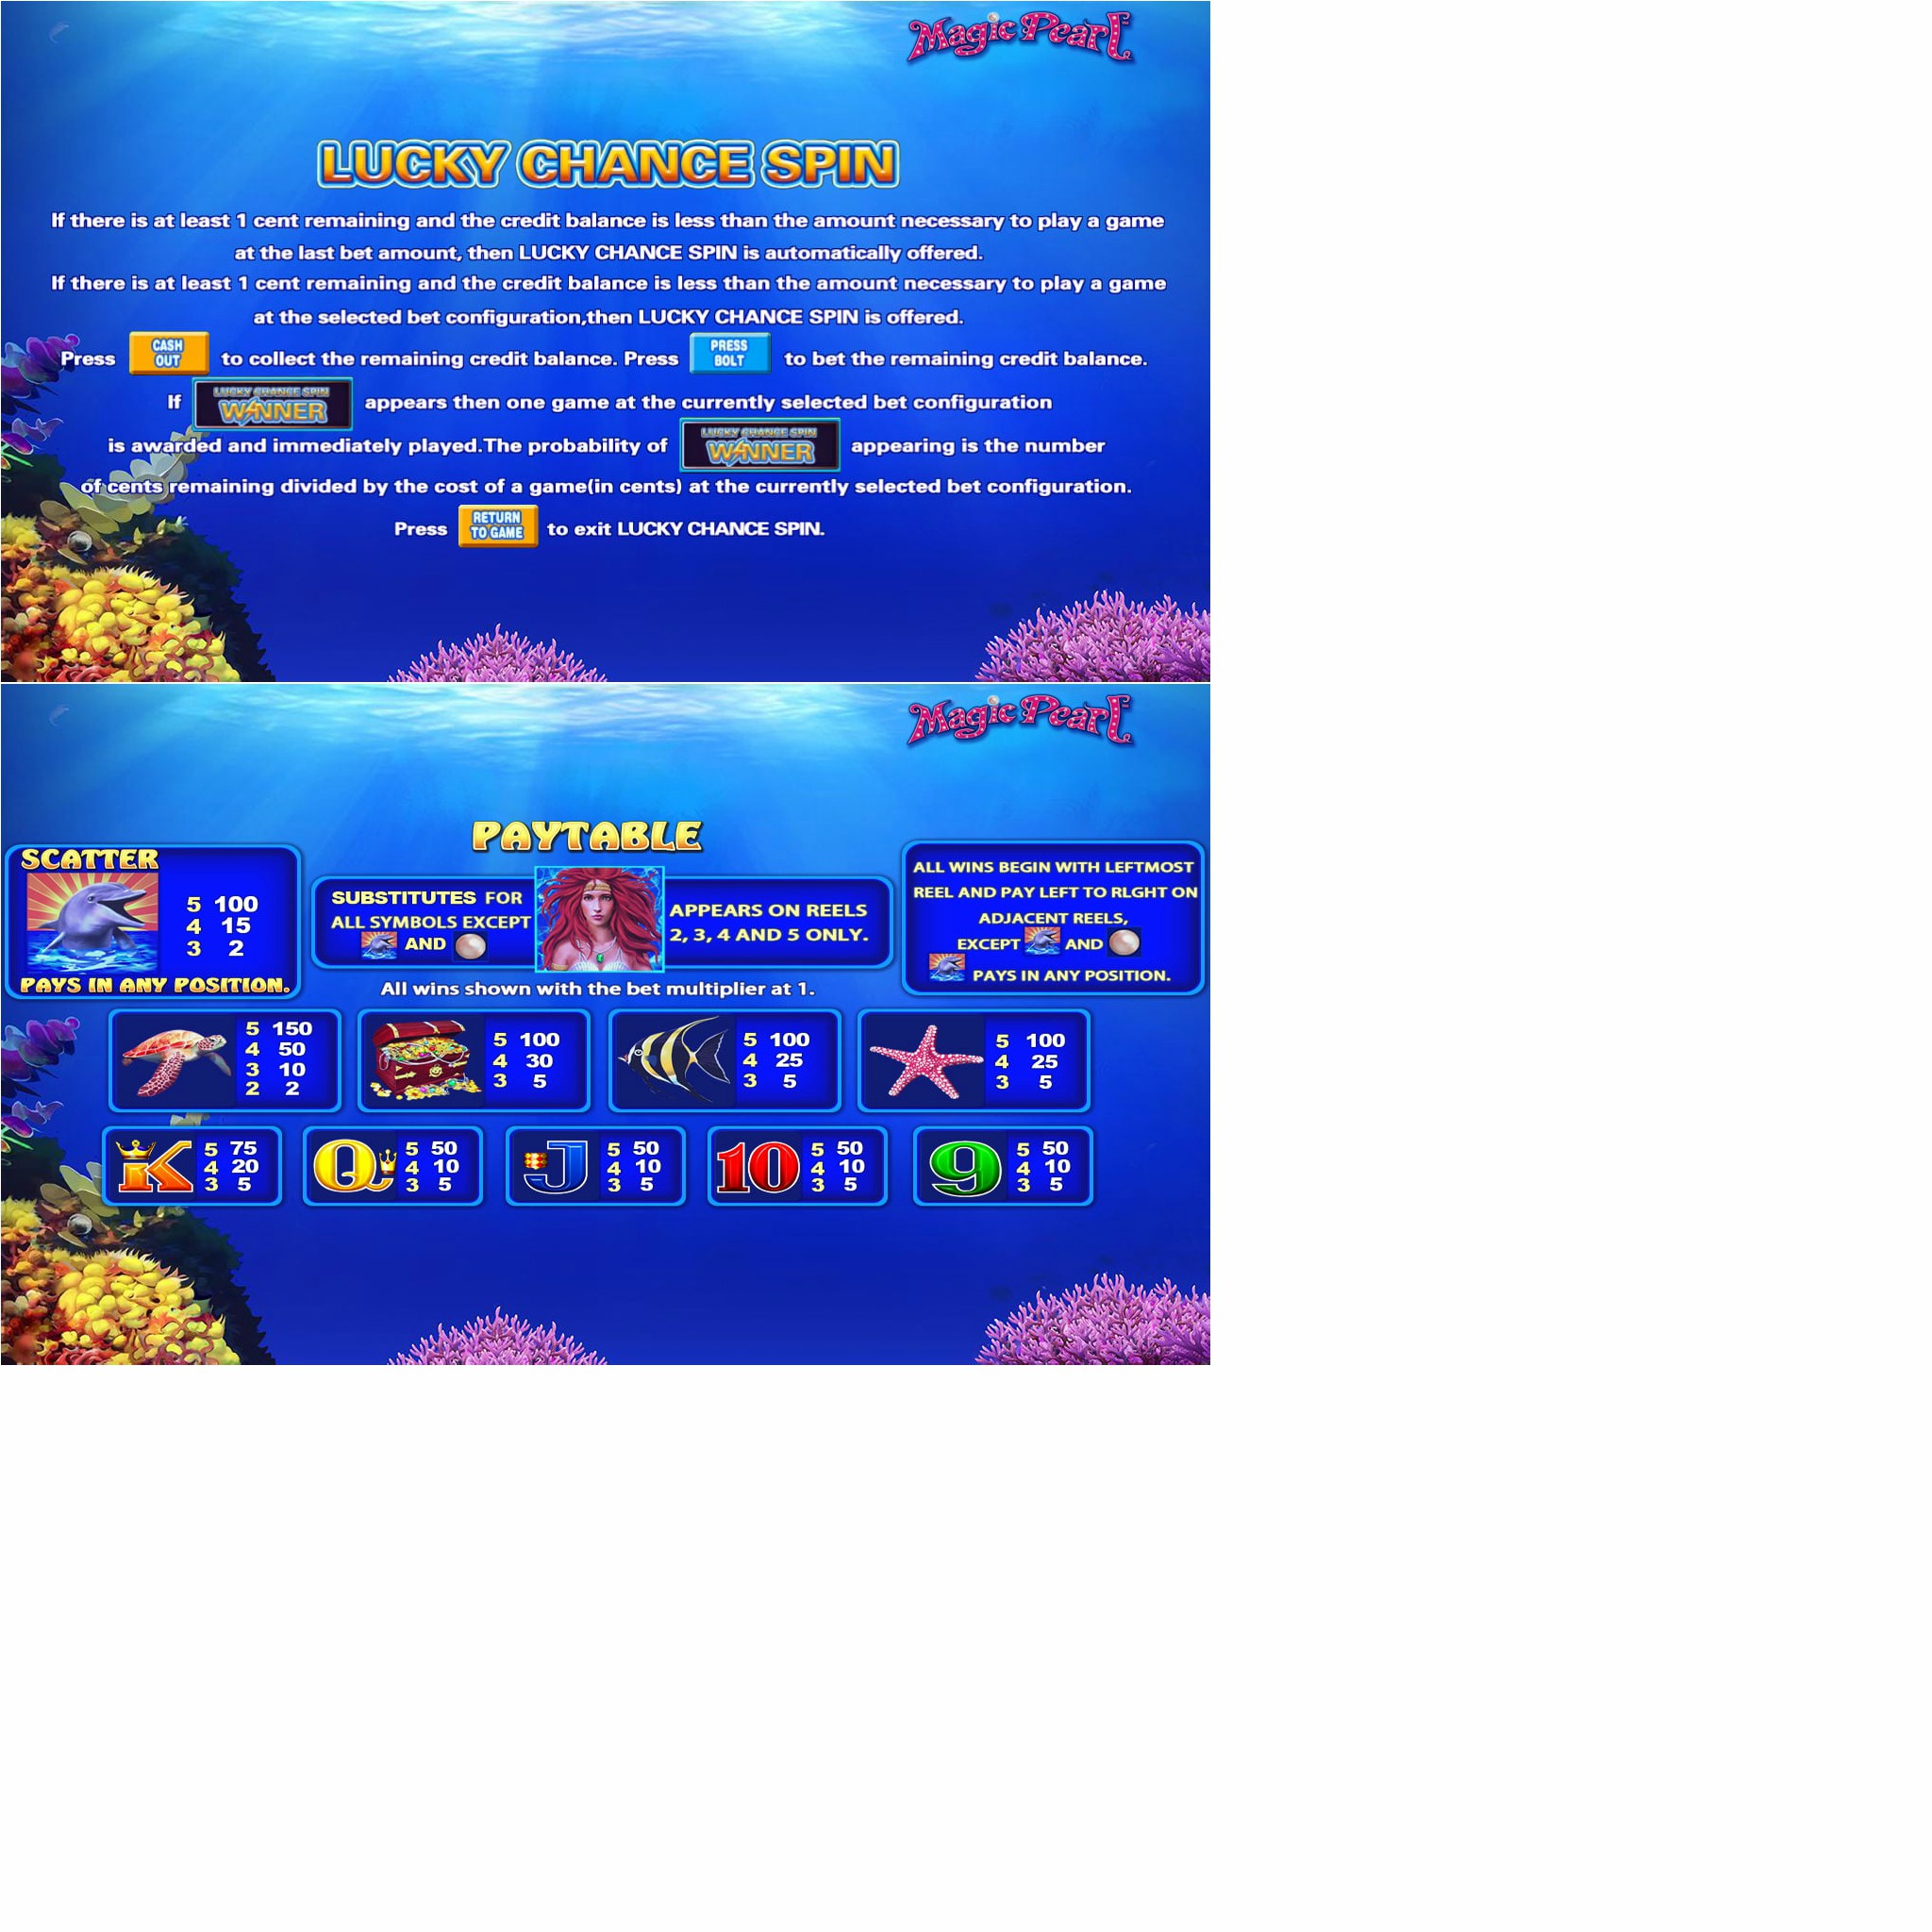 Magic Pearl
LUCKY CHANCE SPIN
If there is at least 1 cent remaining and the credit balance is less than the amount necessary to play a game
at the last bet amount, then LUCKY CHANCE SPIN is automatically offered.
If there is at least 1 cent remaining and the credit balance is less than the amount necessary to play a game
at the selected bet configuration,then LUCKY CHANCE SPIN is offered.
Press CASH OUT to collect the remaining credit balance. Press PRESS BOLT to bet the remaining credit balance.
If LUCKY CHANCE SPIN WINNER appears then one game at the currently selected bet configuration
is awarded and immediately played.The probability of LUCKY CHANCE SPIN WINNER appearing is the number
of cents remaining divided by the cost of a game(in cents) at the currently selected bet configuration.
Press RETURN TO GAME to exit LUCKY CHANCE SPIN.
Magic Pearl
PAYTABLE
SCATTER
5 100
4 15
3 2
PAYS IN ANY POSITION.
SUBSTITUTES FOR
ALL SYMBOLS EXCEPT
AND
APPEARS ON REELS
2, 3, 4 AND 5 ONLY.
ALL WINS BEGIN WITH LEFTMOST
REEL AND PAY LEFT TO RLGHT ON
ADJACENT REELS,
EXCEPT AND
PAYS IN ANY POSITION.
All wins shown with the bet multiplier at 1.
5 150
4 50
3 10
2 2
5 100
4 30
3 5
5 100
4 25
3 5
5 100
4 25
3 5
K
5 75
4 20
3 5
Q
5 50
4 10
3 5
J
5 50
4 10
3 5
10
5 50
4 10
3 5
9
5 50
4 10
3 5